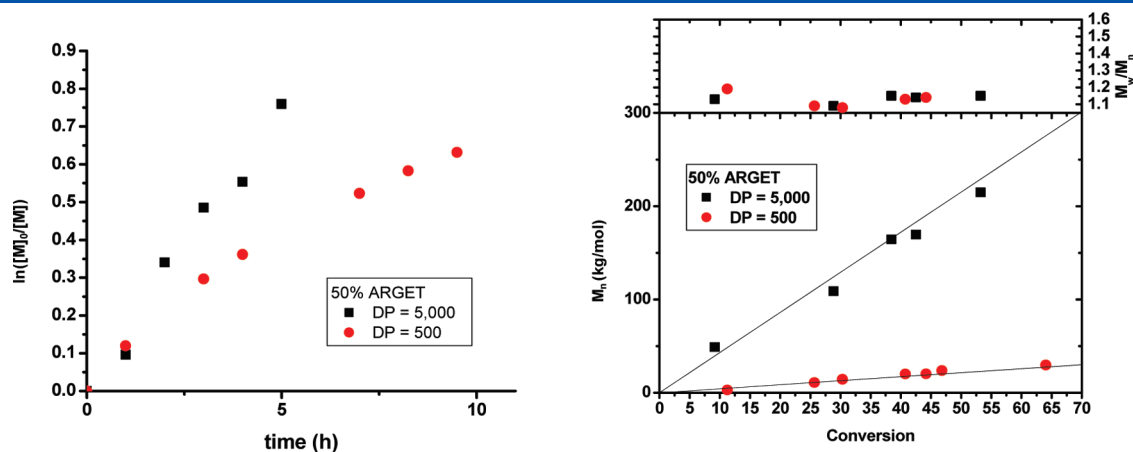 0.9
0.8
0.7
0.6
0.5
0.4
0.3
0.2
0.1
0.0
ln([M]₀/[M])
0 5 10
time (h)
50% ARGET
DP = 5,000
DP = 500
1.6
1.5
1.4
1.3
1.2
1.1
M_w/M_n
300
200
100
0
M_n (kg/mol)
50% ARGET
DP = 5,000
DP = 500
0 5 10 15 20 25 30 35 40 45 50 55 60 65 70
Conversion